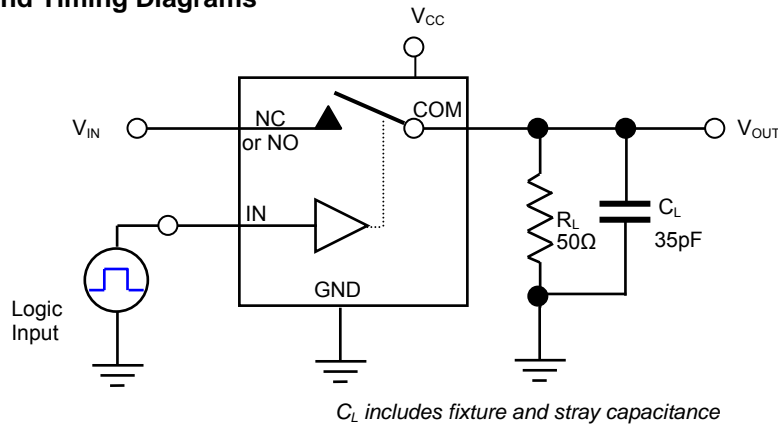 nd Timing Diagrams
VCC
VIN
NC
or NO
COM
VOUT
IN
RL
50Ω
CL
35pF
GND
Logic
Input
CL includes fixture and stray capacitance